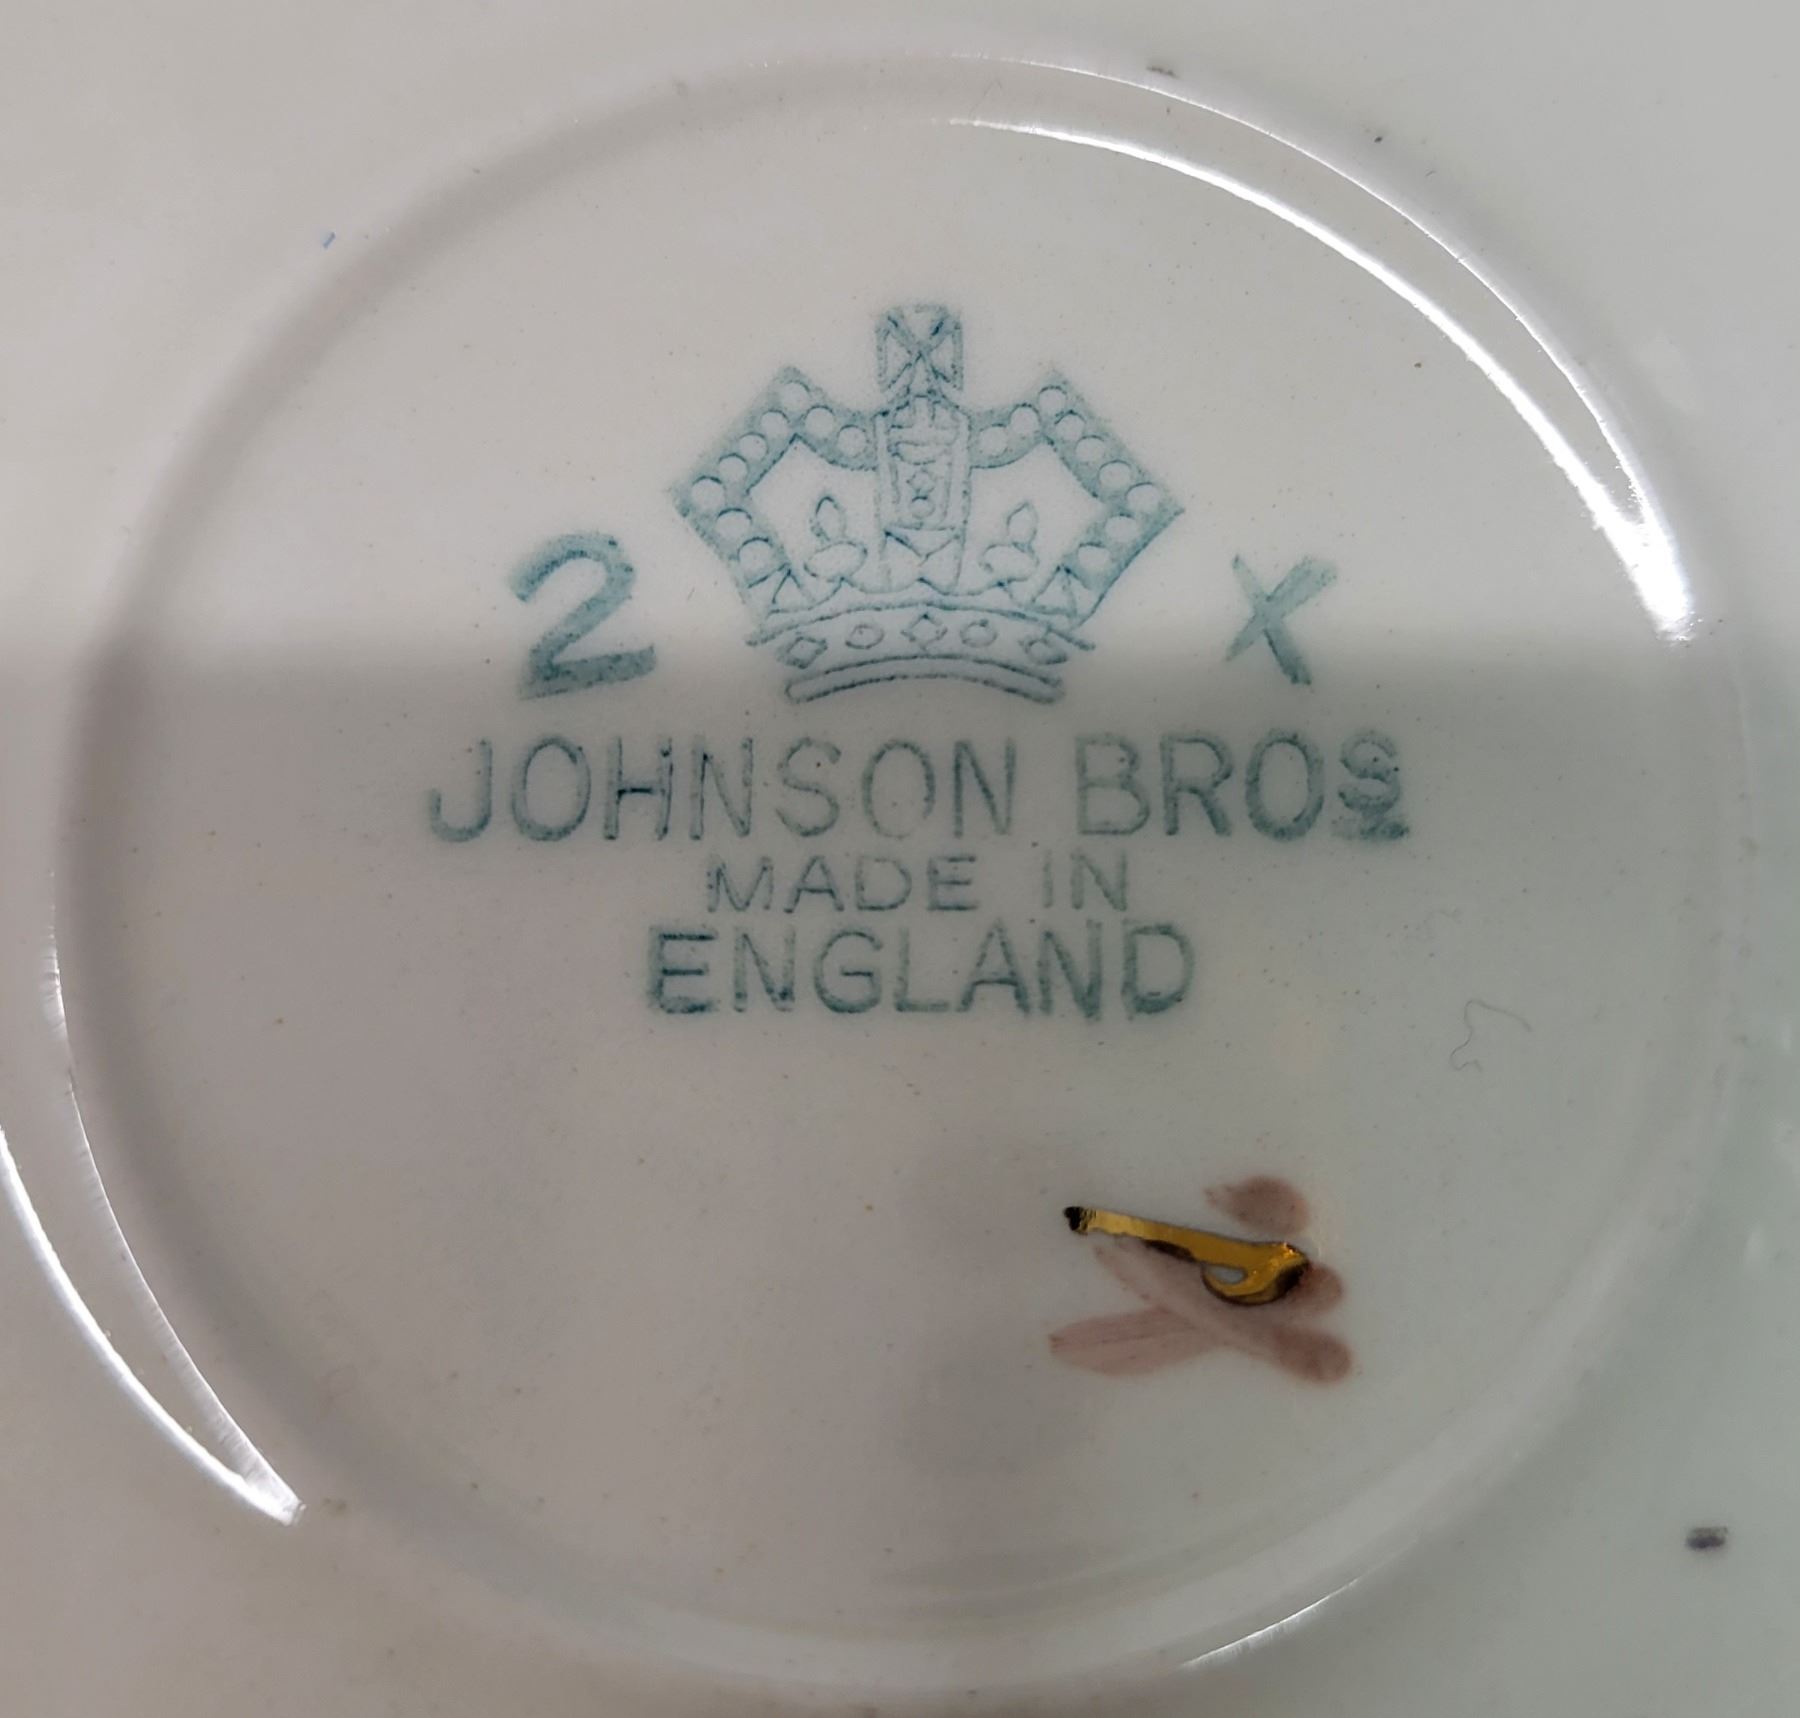 2 X
JOHNSON BROS
MADE IN
ENGLAND